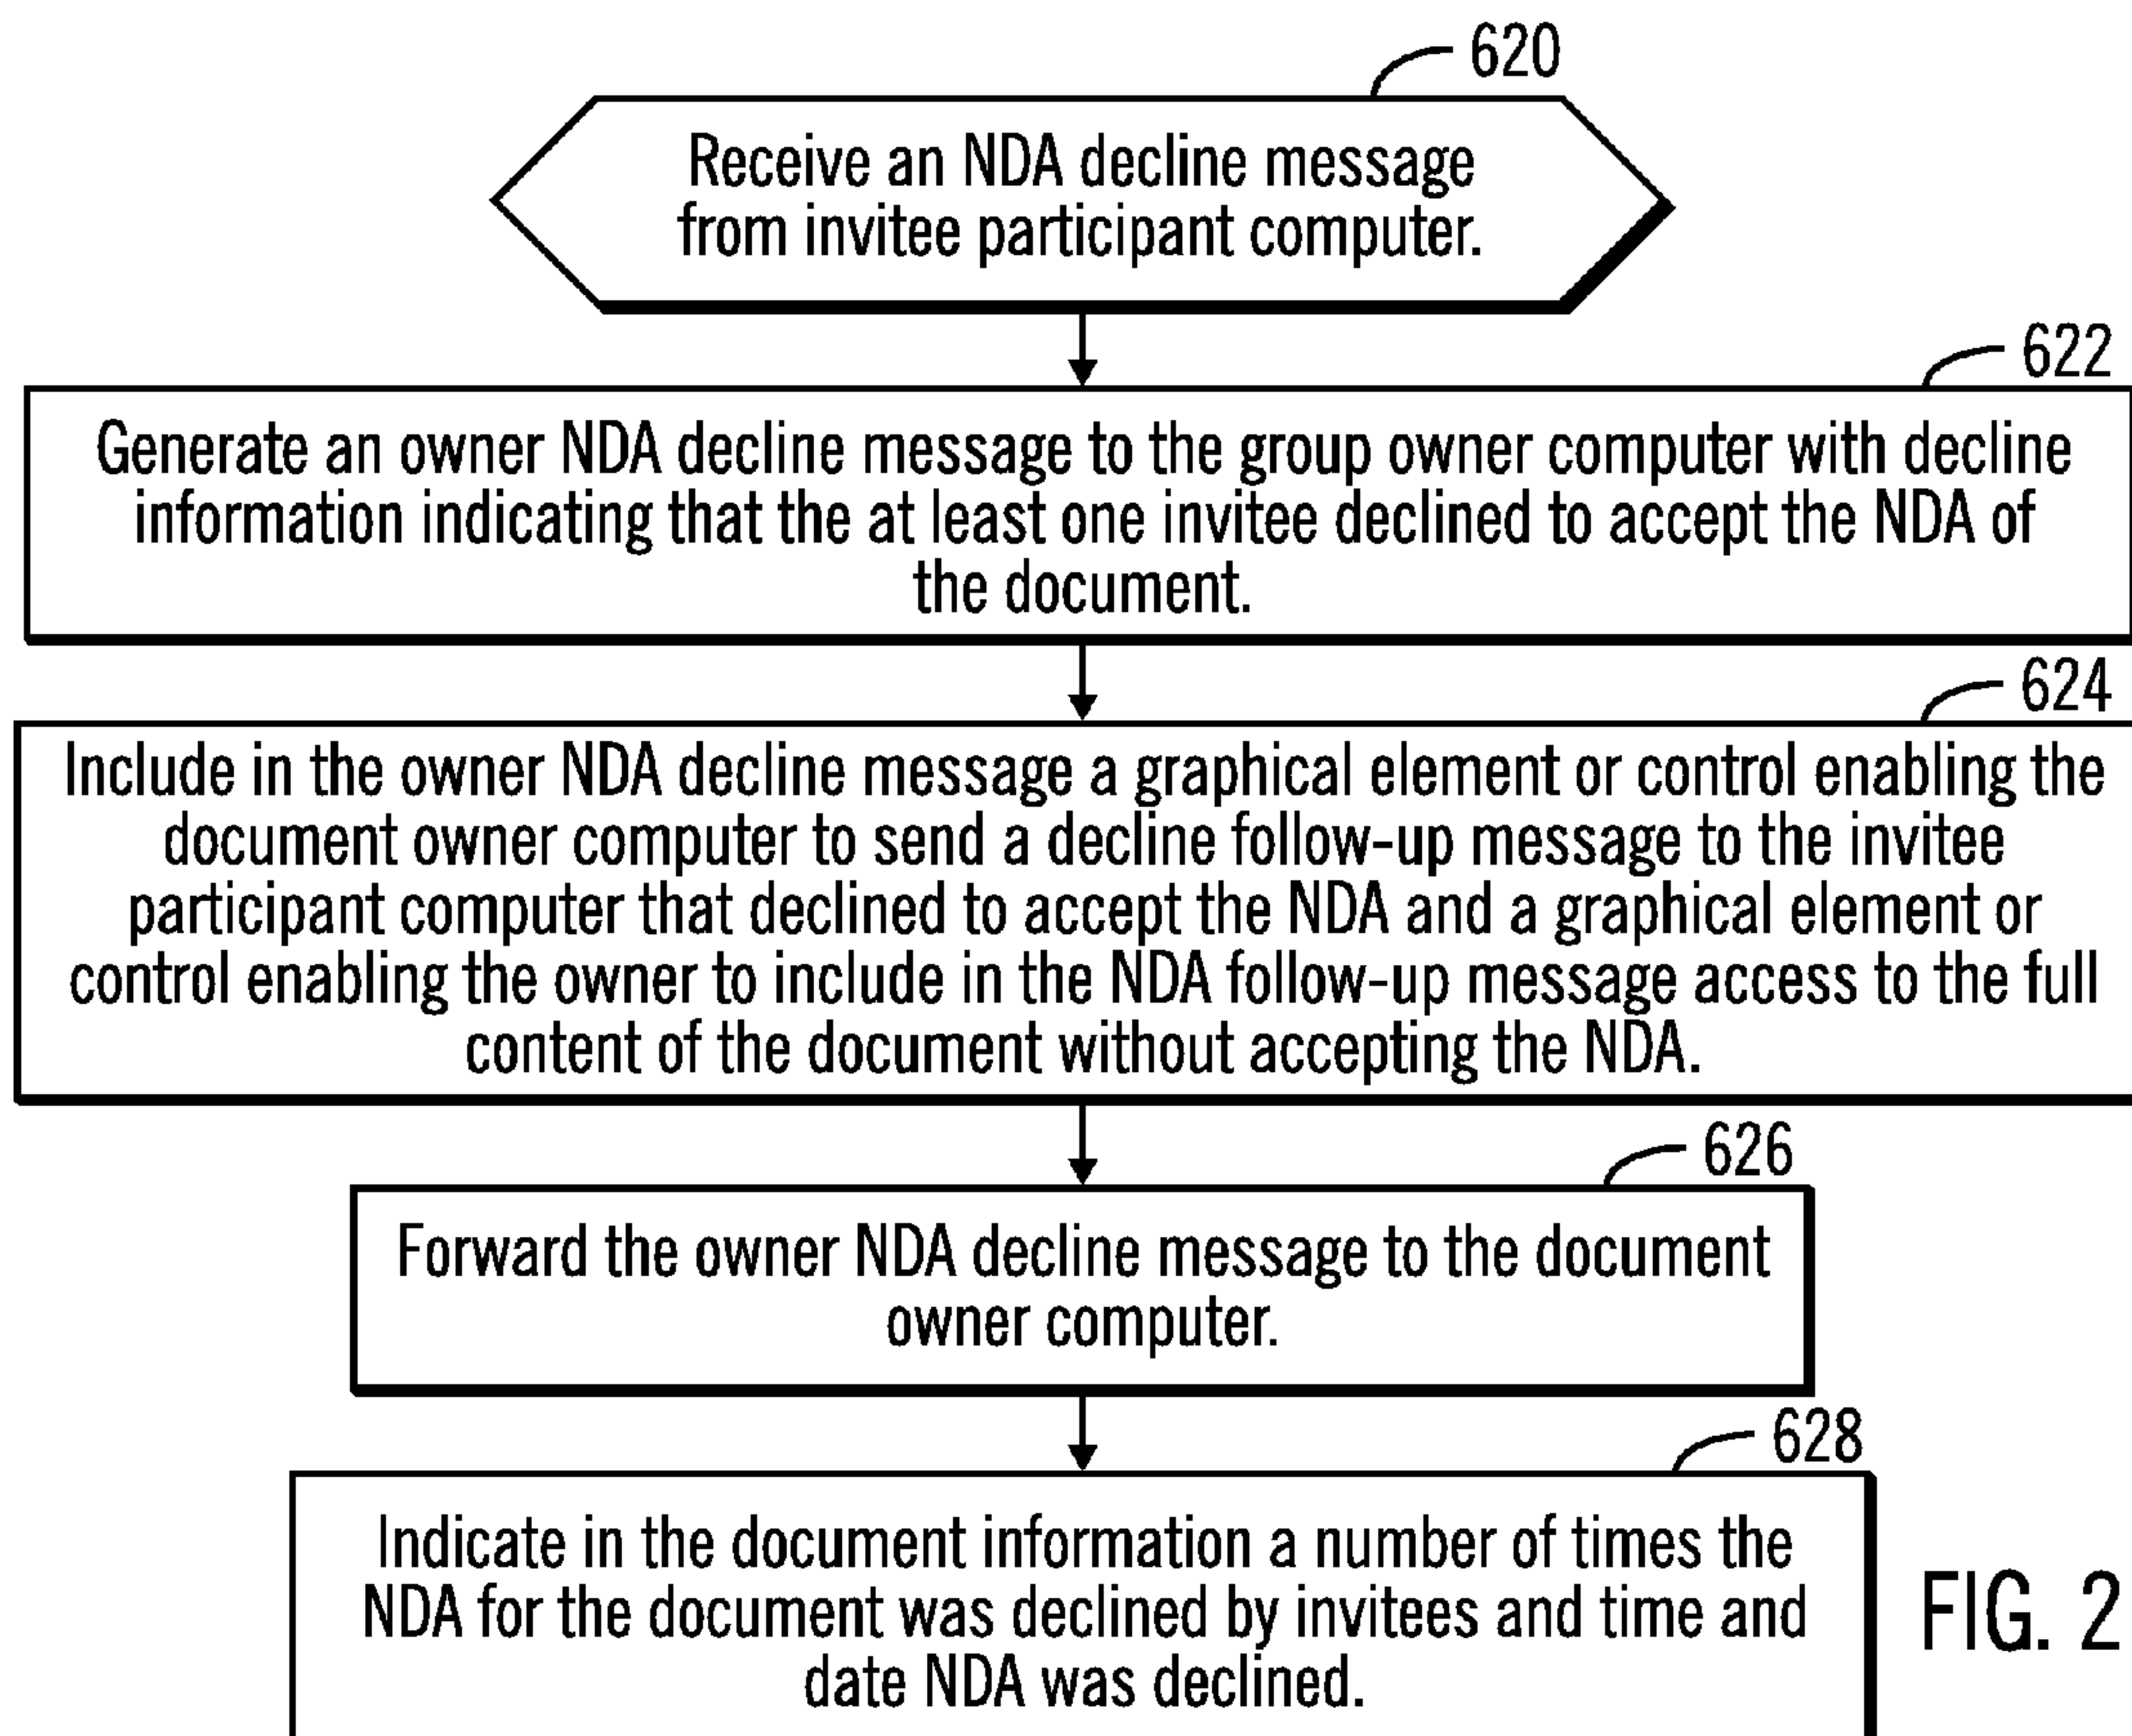 620
Receive an NDA decline message
from invitee participant computer.
622
Generate an owner NDA decline message to the group owner computer with decline
information indicating that the at least one invitee declined to accept the NDA of
the document.
624
Include in the owner NDA decline message a graphical element or control enabling the
document owner computer to send a decline follow-up message to the invitee
participant computer that declined to accept the NDA and a graphical element or
control enabling the owner to include in the NDA follow-up message access to the full
content of the document without accepting the NDA.
626
Forward the owner NDA decline message to the document
owner computer.
628
Indicate in the document information a number of times the
NDA for the document was declined by invitees and time and
date NDA was declined.
FIG. 2